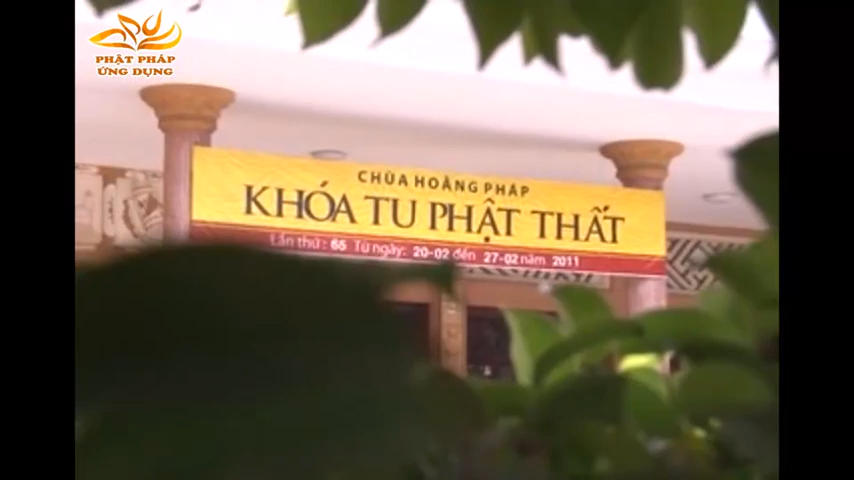 PHẬT PHÁP
ỨNG DỤNG
CHÙA HOẰNG PHÁP
KHÓA TU PHẬT THẤT
Lần thứ: 65 Từ ngày: 20-02 đến 27-02 năm 2011